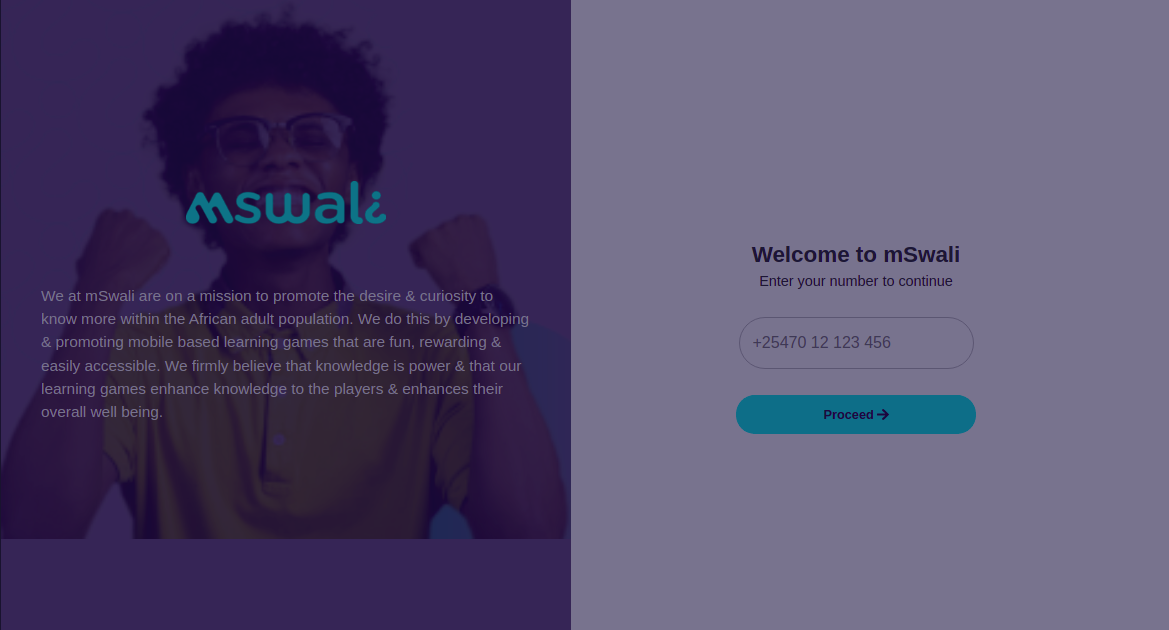 mswali
We at mSwali are on a mission to promote the desire & curiosity to
know more within the African adult population. We do this by developing
& promoting mobile based learning games that are fun, rewarding &
easily accessible. We firmly believe that knowledge is power & that our
learning games enhance knowledge to the players & enhances their
overall well being.
Welcome to mSwali
Enter your number to continue
+25470 12 123 456
Proceed →